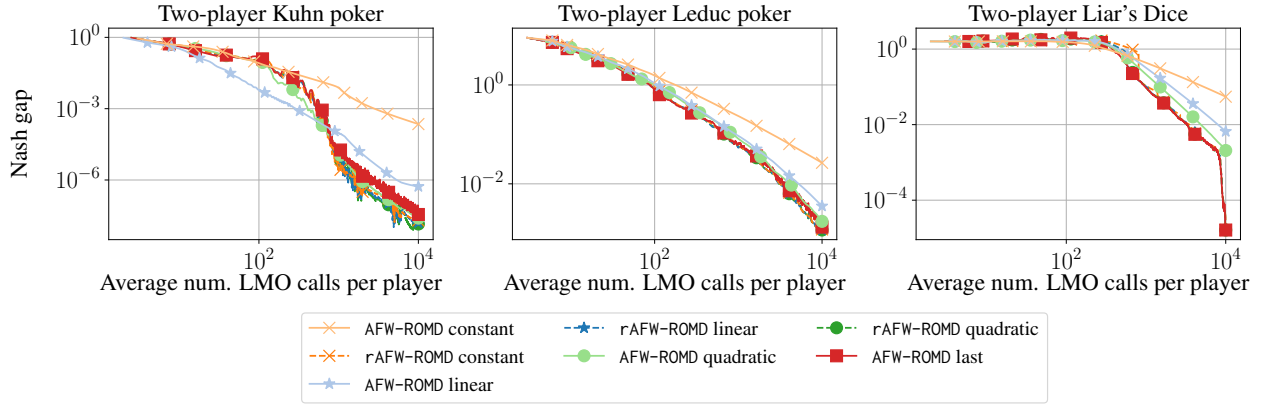 Two-player Kuhn poker
Two-player Leduc poker
Two-player Liar's Dice
Nash gap
10^0
10^-3
10^-6
10^2
10^4
10^0
10^-2
10^2
10^4
10^0
10^-2
10^-4
10^2
10^4
Average num. LMO calls per player
Average num. LMO calls per player
Average num. LMO calls per player
AFW-ROMD constant
rAFW-ROMD constant
AFW-ROMD linear
rAFW-ROMD linear
AFW-ROMD quadratic
rAFW-ROMD quadratic
AFW-ROMD last